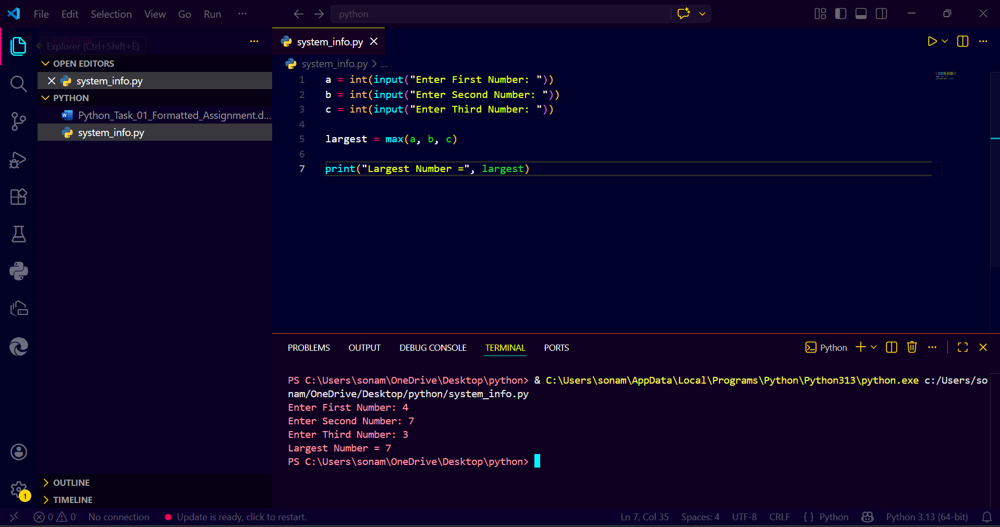 File Edit Selection View Go Run ···
python
EXPLORER
Explorer (Ctrl+Shift+E)
OPEN EDITORS
system_info.py
PYTHON
Python_Task_01_Formatted_Assignment.d...
system_info.py
OUTLINE
TIMELINE
system_info.py
system_info.py > ...
1 a = int(input("Enter First Number: "))
2 b = int(input("Enter Second Number: "))
3 c = int(input("Enter Third Number: "))
4
5 largest = max(a, b, c)
6
7 print("Largest Number =", largest)
PROBLEMS OUTPUT DEBUG CONSOLE TERMINAL PORTS
Python
PS C:\Users\sonam\OneDrive\Desktop\python> & C:\Users\sonam\AppData\Local\Programs\Python\Python313\python.exe c:/Users/so
nam/OneDrive/Desktop/python/system_info.py
Enter First Number: 4
Enter Second Number: 7
Enter Third Number: 3
Largest Number = 7
PS C:\Users\sonam\OneDrive\Desktop\python>
1
0 0 No connection Update is ready, click to restart. Ln 7, Col 35 Spaces: 4 UTF-8 CRLF { } Python Python 3.13 (64-bit)